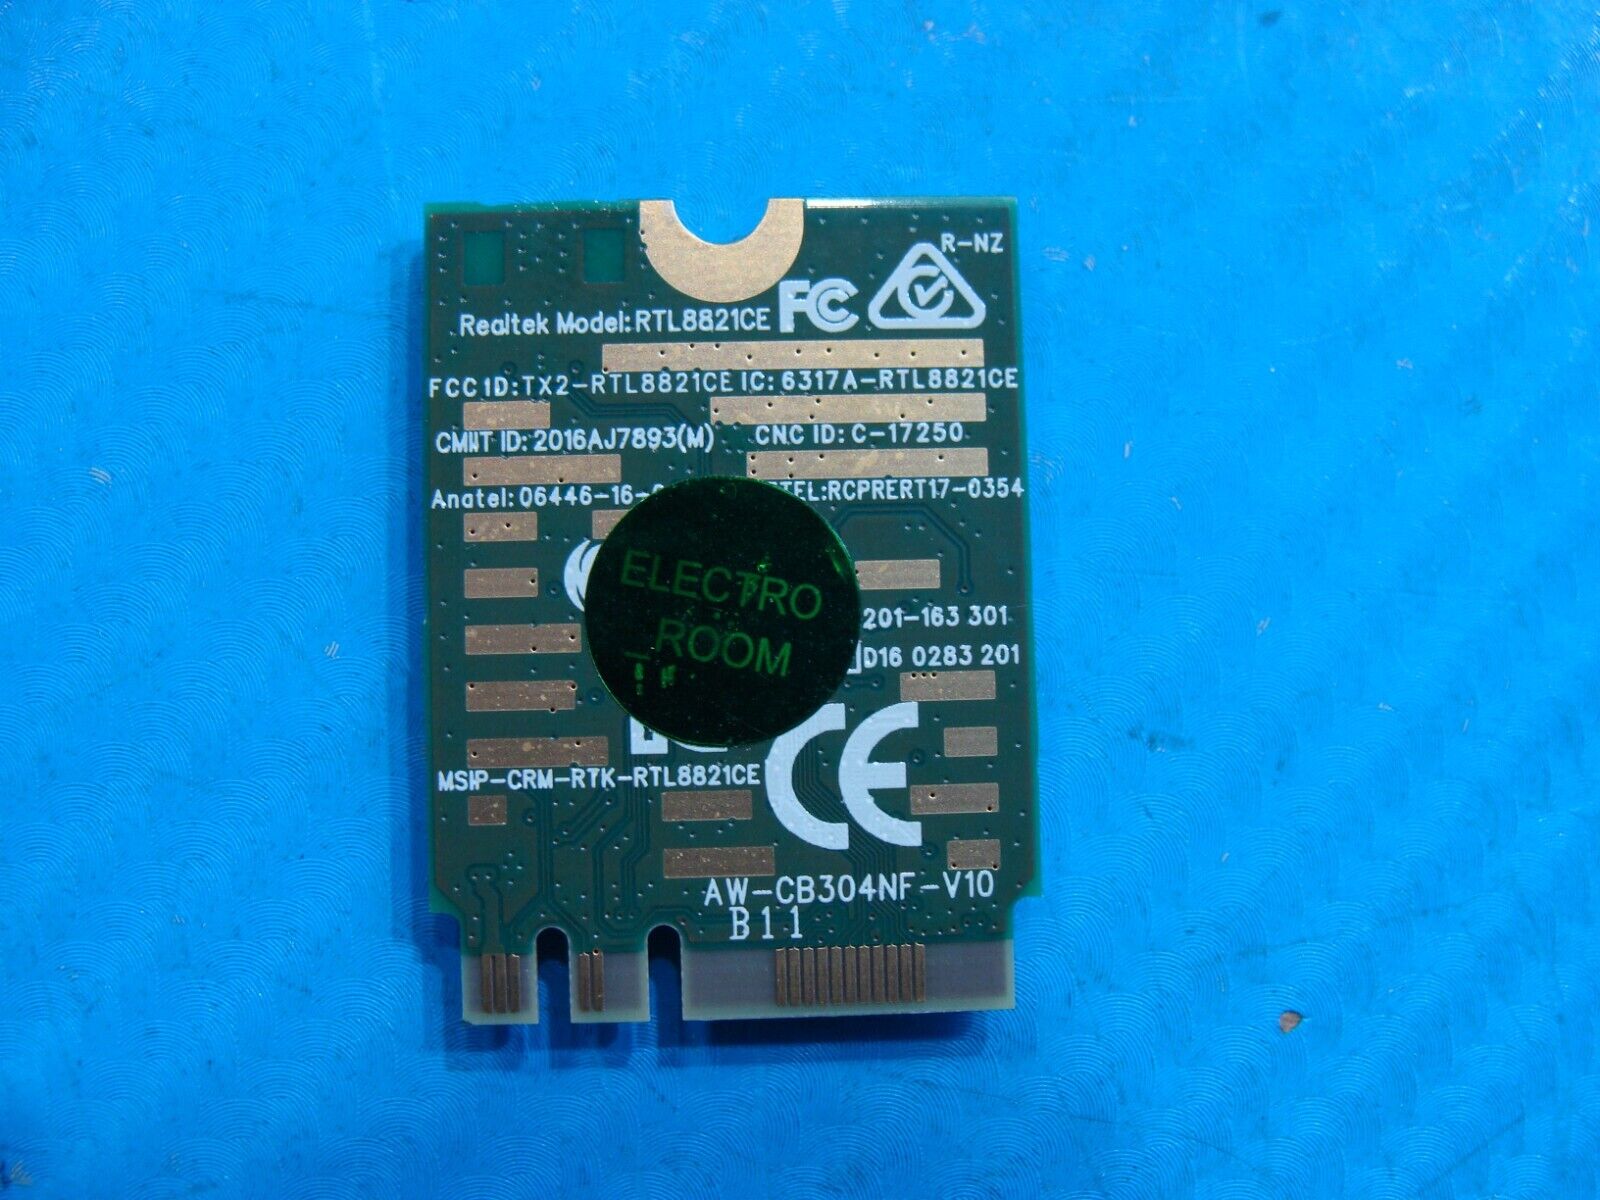 R-NZ
Realtek Model:RTL8821CE FC
FCC ID:TX2-RTL8821CE IC:6317A-RTL8821CE
CMIIT ID:2016AJ7893(M) CNC ID: C-17250
Anatel: 06446-16- TEL:RCPRERT17-0354
ELECTRO
ROOM
201-163 301
D16 0283 201
CE
MSIP-CRM-RTK-RTL8821CE
AW-CB304NF-V10
B11